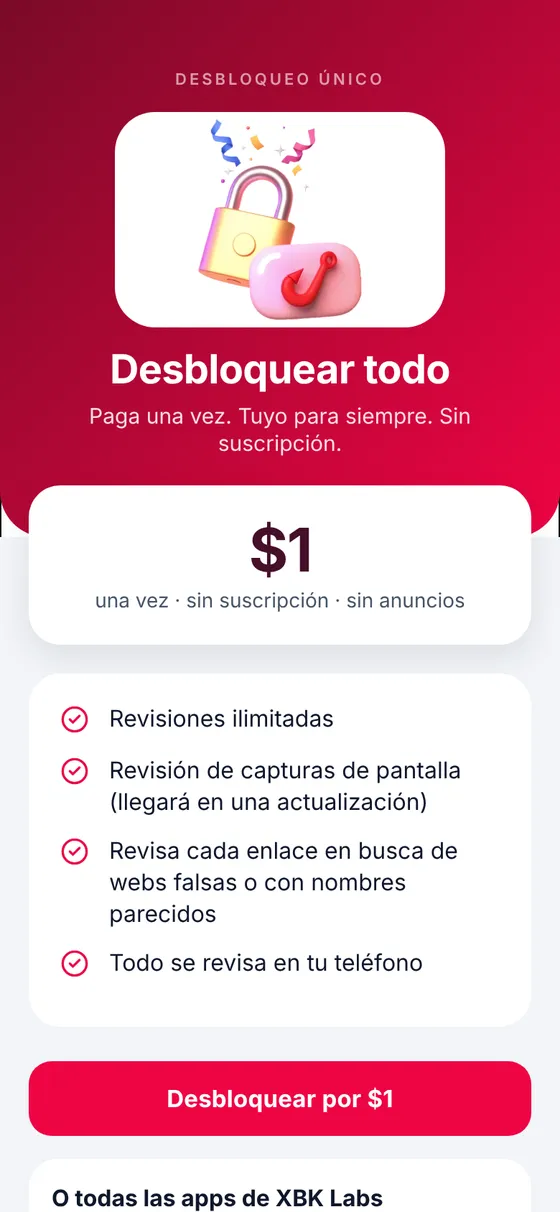 DESBLOQUEO ÚNICO
Desbloquear todo
Paga una vez. Tuyo para siempre. Sin
suscripción.
$1
una vez · sin suscripción · sin anuncios
Revisiones ilimitadas
Revisión de capturas de pantalla
(llegará en una actualización)
Revisa cada enlace en busca de
webs falsas o con nombres
parecidos
Todo se revisa en tu teléfono
Desbloquear por $1
O todas las apps de XBK Labs